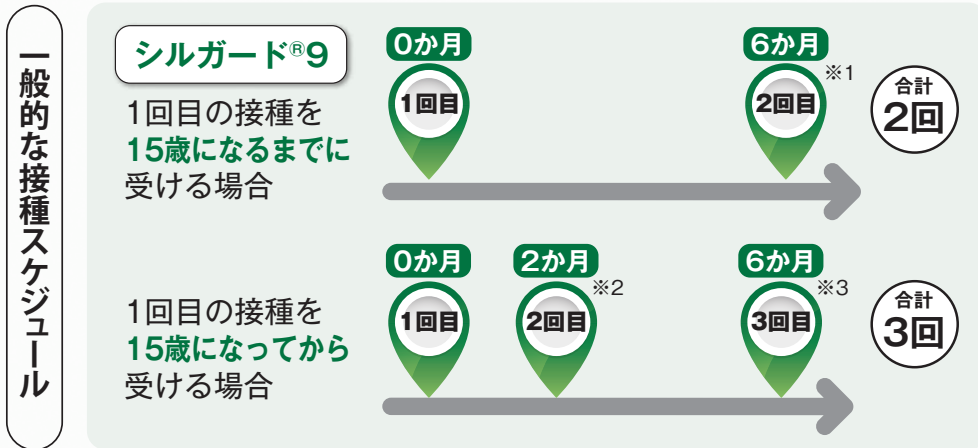 一般的な接種スケジュール
シルガード®9
1回目の接種を
15歳になるまでに
受ける場合
0か月
1回目
6か月
※1
2回目
合計
2回
1回目の接種を
15歳になってから
受ける場合
0か月
1回目
2か月
※2
2回目
6か月
※3
3回目
合計
3回